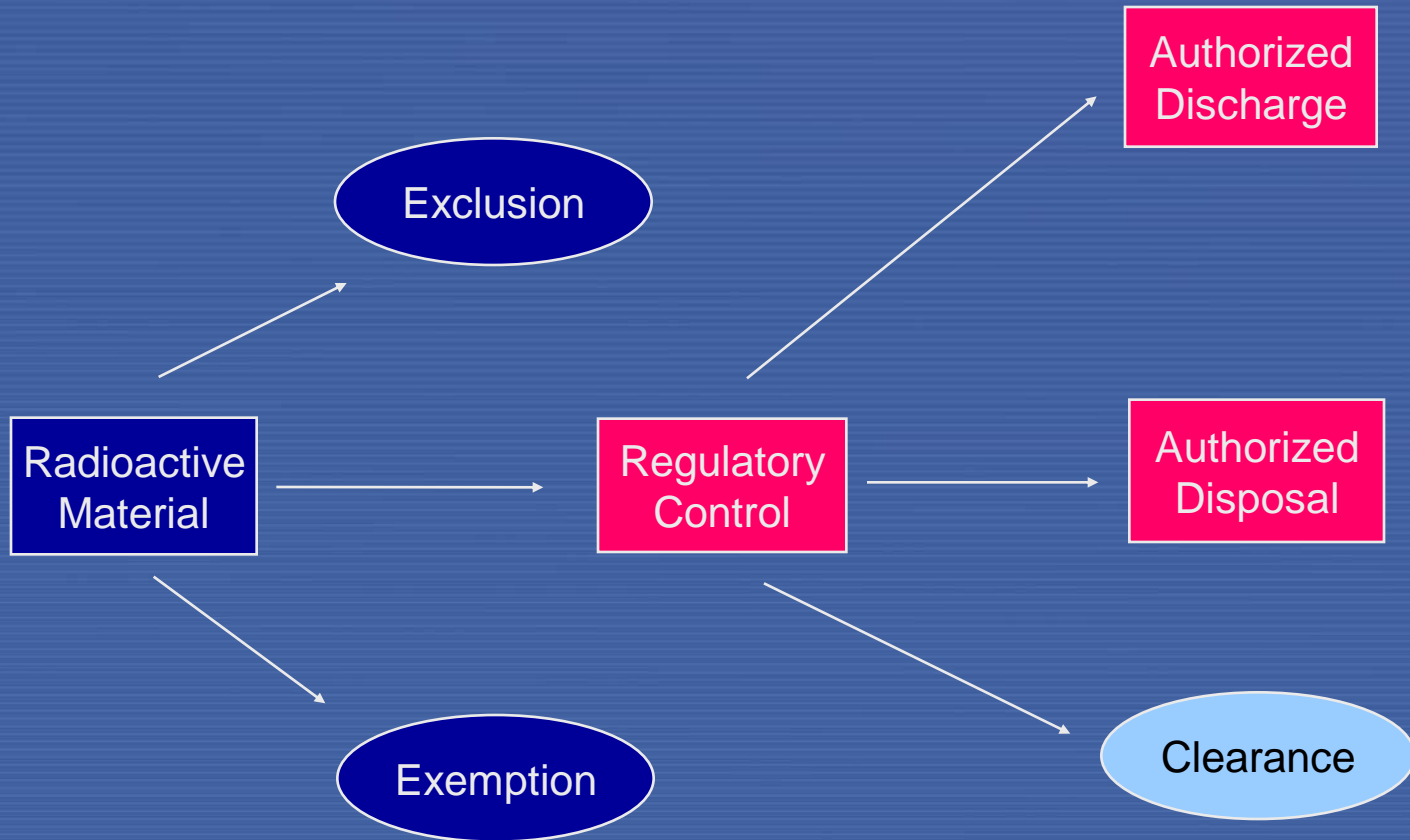 Authorized
Discharge
Exclusion
Radioactive
Material
Regulatory
Control
Authorized
Disposal
Exemption
Clearance